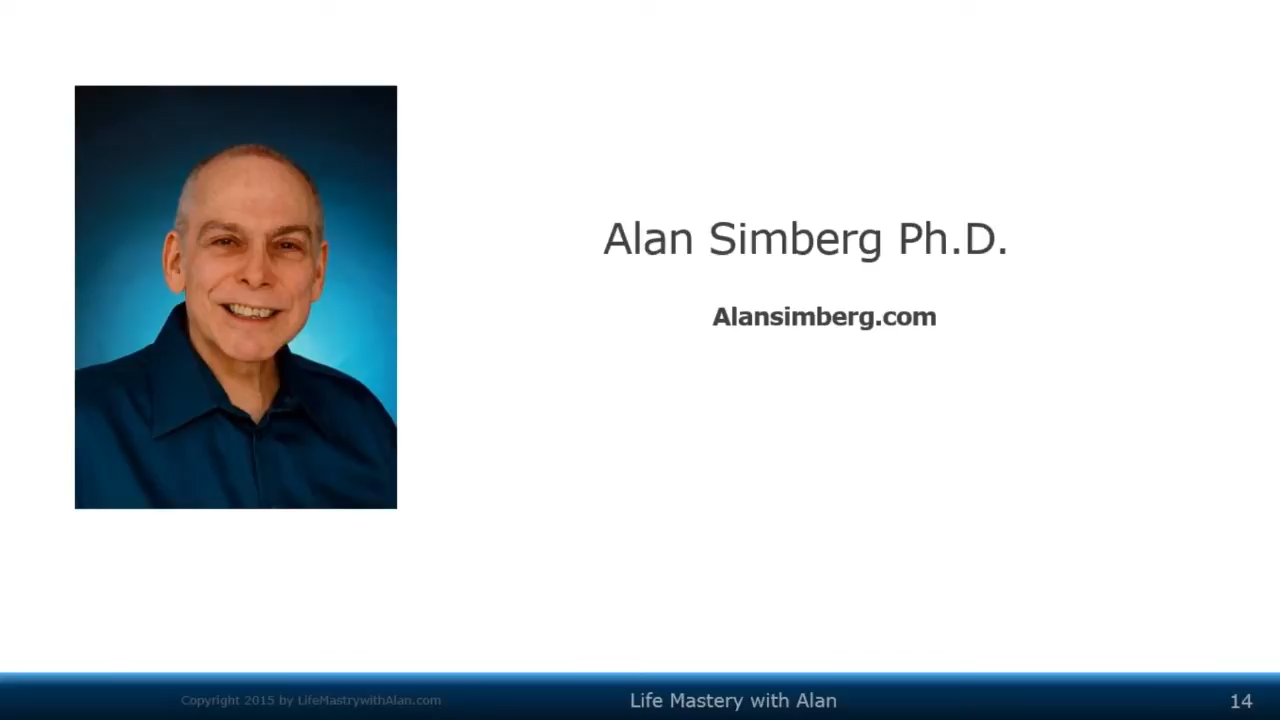 Alan Simberg Ph.D.
Alansimberg.com
Copyright 2015 by LifeMastrywithAlan.com
Life Mastery with Alan
14